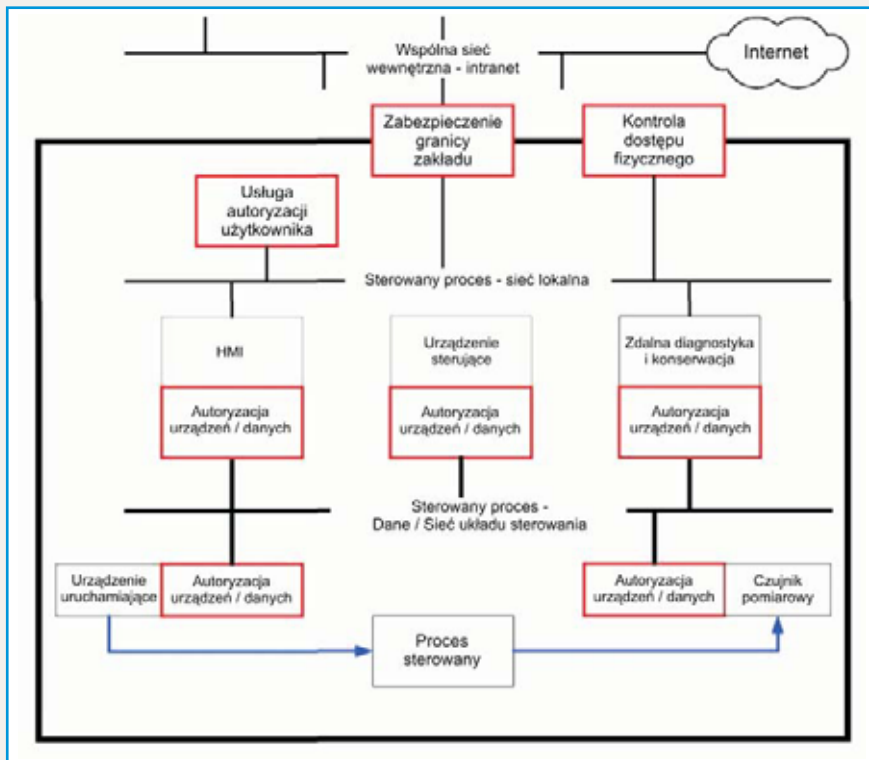 Wspólna sieć
wewnętrzna - intranet
Internet
Zabezpieczenie
granicy
zakładu
Kontrola
dostępu
fizycznego
Usługa
autoryzacji
użytkownika
Sterowany proces - sieć lokalna
HMI
Urządzenie
sterujące
Zdalna diagnostyka
i konserwacja
Autoryzacja
urządzeń / danych
Autoryzacja
urządzeń / danych
Autoryzacja
urządzeń / danych
Sterowany proces -
Dane / Sieć układu sterowania
Urządzenie
uruchamiające
Autoryzacja
urządzeń / danych
Autoryzacja
urządzeń / danych
Czujnik
pomiarowy
Proces
sterowany